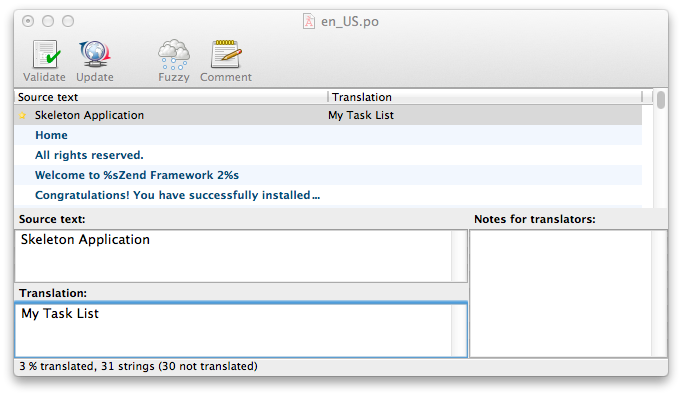 en_US.po
Validate Update Fuzzy Comment
Source text Translation
Skeleton Application My Task List
Home
All rights reserved.
Welcome to %sZend Framework 2%s
Congratulations! You have successfully installed...
Source text: Notes for translators:
Skeleton Application
Translation:
My Task List
3 % translated, 31 strings (30 not translated)